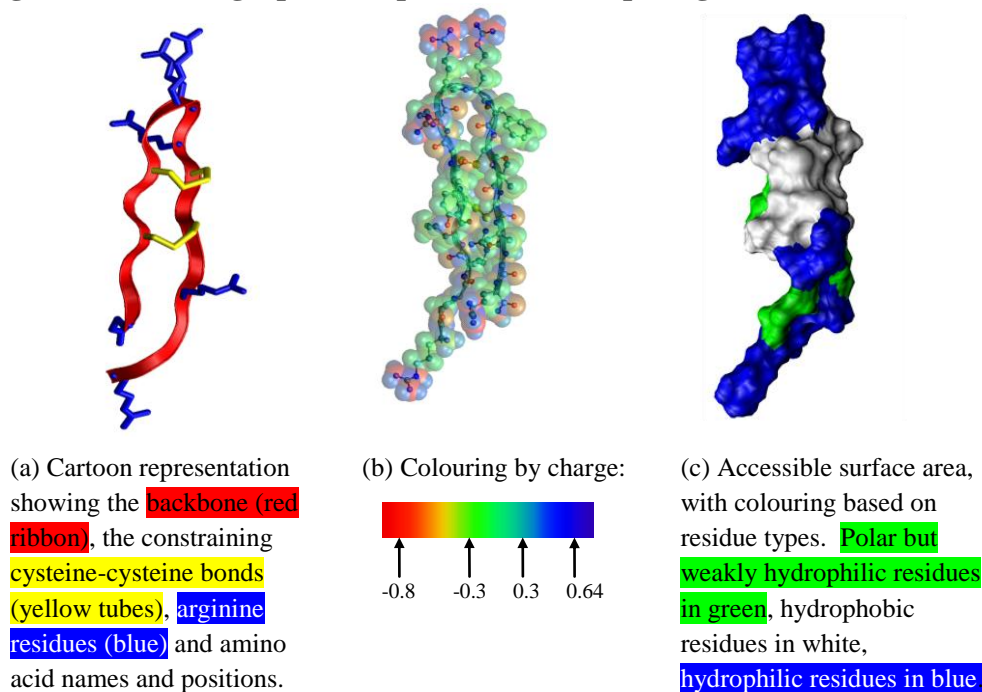 (a) Cartoon representation
showing the backbone (red
ribbon), the constraining
cysteine-cysteine bonds
(yellow tubes), arginine
residues (blue) and amino
acid names and positions.
(b) Colouring by charge:
-0.8 -0.3 0.3 0.64
(c) Accessible surface area,
with colouring based on
residue types. Polar but
weakly hydrophilic residues
in green, hydrophobic
residues in white,
hydrophilic residues in blue